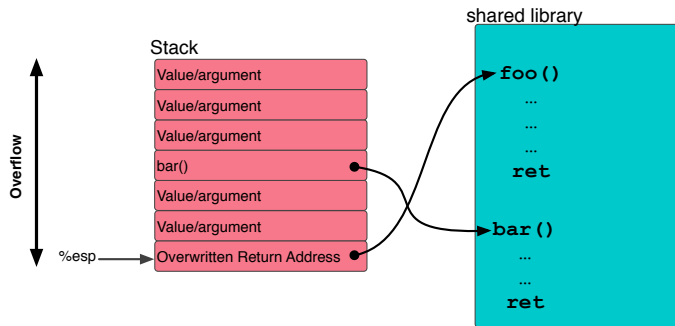 shared library
Stack
Value/argument
Value/argument
Value/argument
bar()
Value/argument
Value/argument
Overwritten Return Address
Overflow
%esp
foo()
...
...
...
ret
bar()
...
...
ret